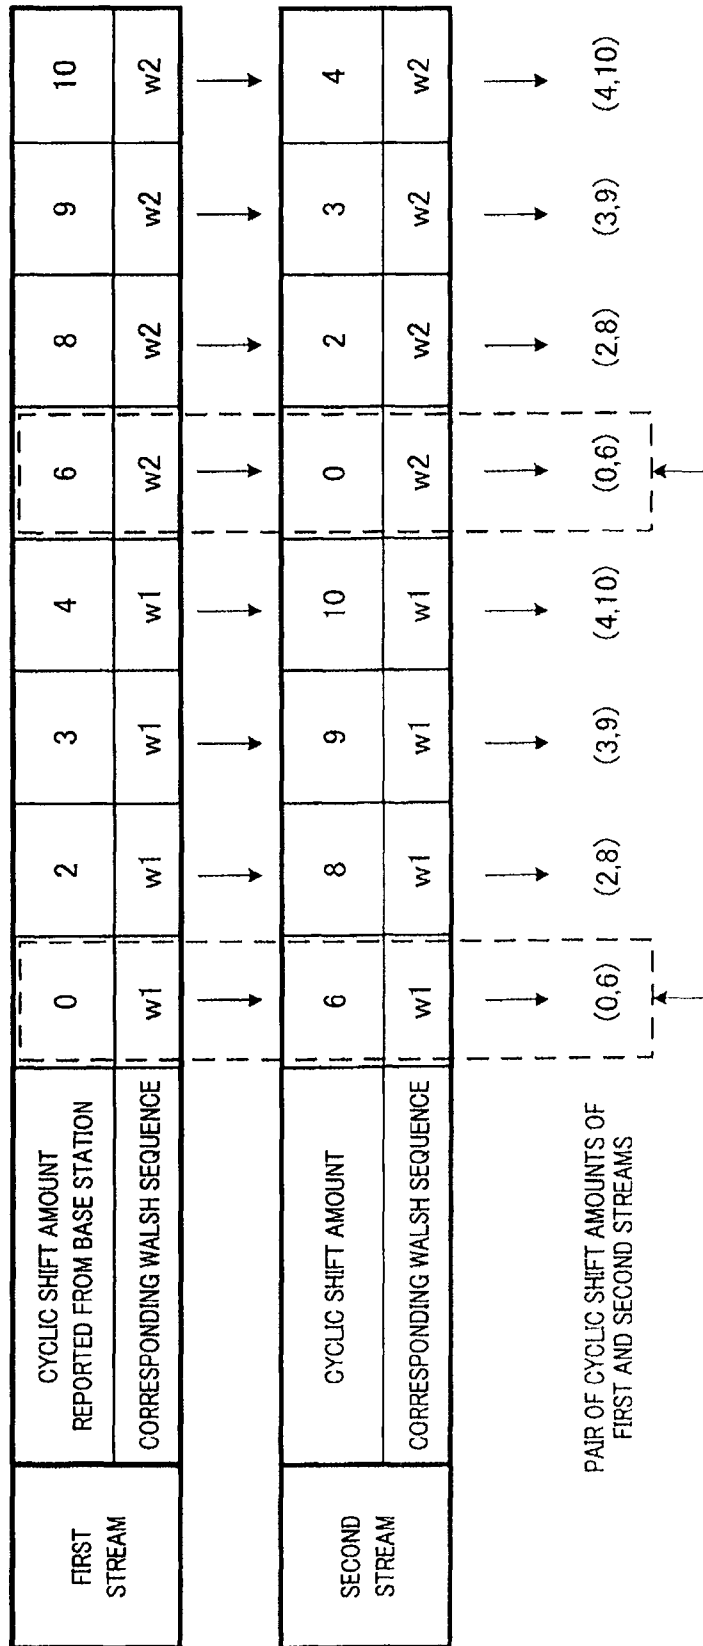 FIRST STREAM
CYCLIC SHIFT AMOUNT REPORTED FROM BASE STATION 0 2 3 4 6 8 9 10
CORRESPONDING WALSH SEQUENCE w1 w1 w1 w1 w2 w2 w2 w2
SECOND STREAM
CYCLIC SHIFT AMOUNT 6 8 9 10 0 2 3 4
CORRESPONDING WALSH SEQUENCE w1 w1 w1 w1 w2 w2 w2 w2
PAIR OF CYCLIC SHIFT AMOUNTS OF
FIRST AND SECOND STREAMS
(0,6) (2,8) (3,9) (4,10) (0,6) (2,8) (3,9) (4,10)